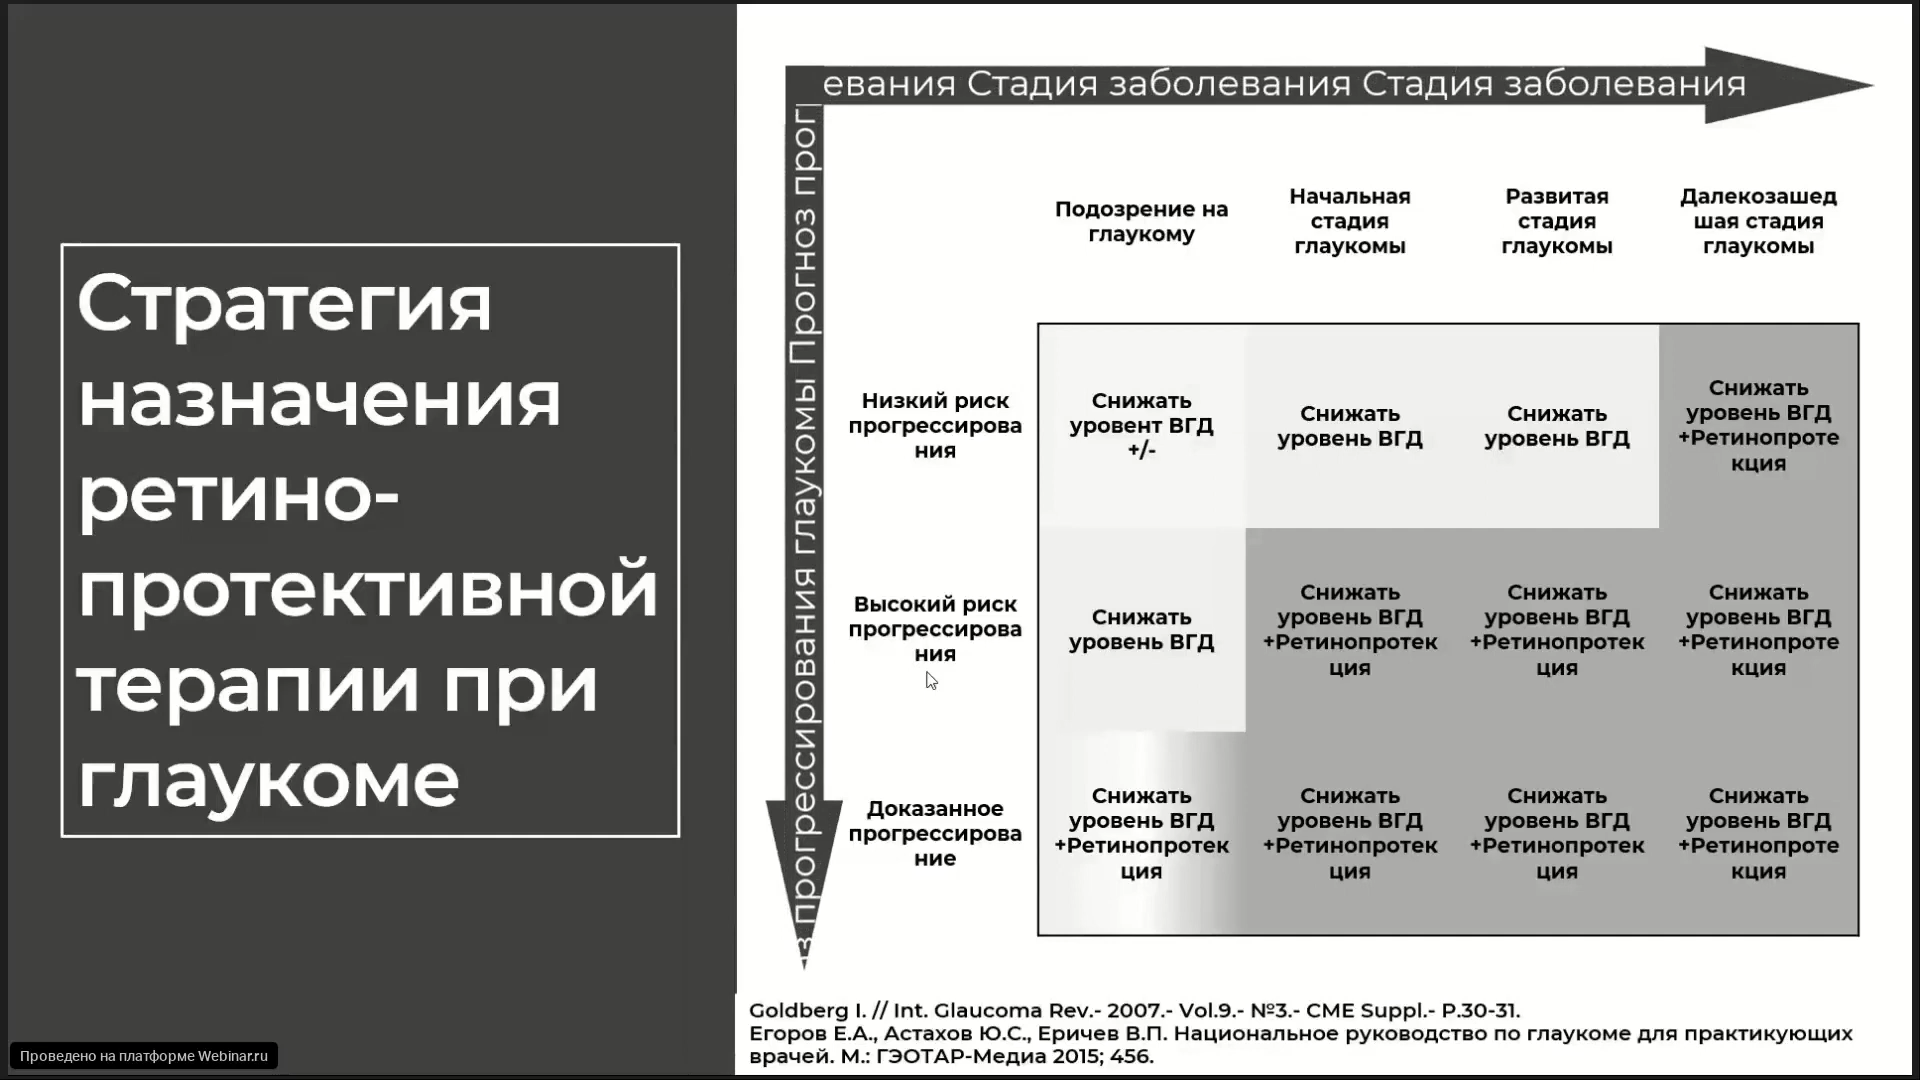 Стратегия
назначения
ретино-
протективной
терапии при
глаукоме
евания Стадия заболевания Стадия заболевания
з прогрессирования глаукомы Прогноз прог
Подозрение на
глаукому
Начальная
стадия
глаукомы
Развитая
стадия
глаукомы
Далекозашед
шая стадия
глаукомы
Низкий риск
прогрессирова
ния
Снижать
уровент ВГД
+/-
Снижать
уровень ВГД
Снижать
уровень ВГД
Снижать
уровень ВГД
+Ретинопроте
кция
Высокий риск
прогрессирова
ния
Снижать
уровень ВГД
Снижать
уровень ВГД
+Ретинопротек
ция
Снижать
уровень ВГД
+Ретинопротек
ция
Снижать
уровень ВГД
+Ретинопроте
кция
Доказанное
прогрессирова
ние
Снижать
уровень ВГД
+Ретинопротек
ция
Снижать
уровень ВГД
+Ретинопротек
ция
Снижать
уровень ВГД
+Ретинопротек
ция
Снижать
уровень ВГД
+Ретинопроте
кция
Goldberg I. // Int. Glaucoma Rev.- 2007.- Vol.9.- №3.- CME Suppl.- P.30-31.
Егоров Е.А., Астахов Ю.С., Еричев В.П. Национальное руководство по глаукоме для практикующих
врачей. М.: ГЭОТАР-Медиа 2015; 456.
Проведено на платформе Webinar.ru